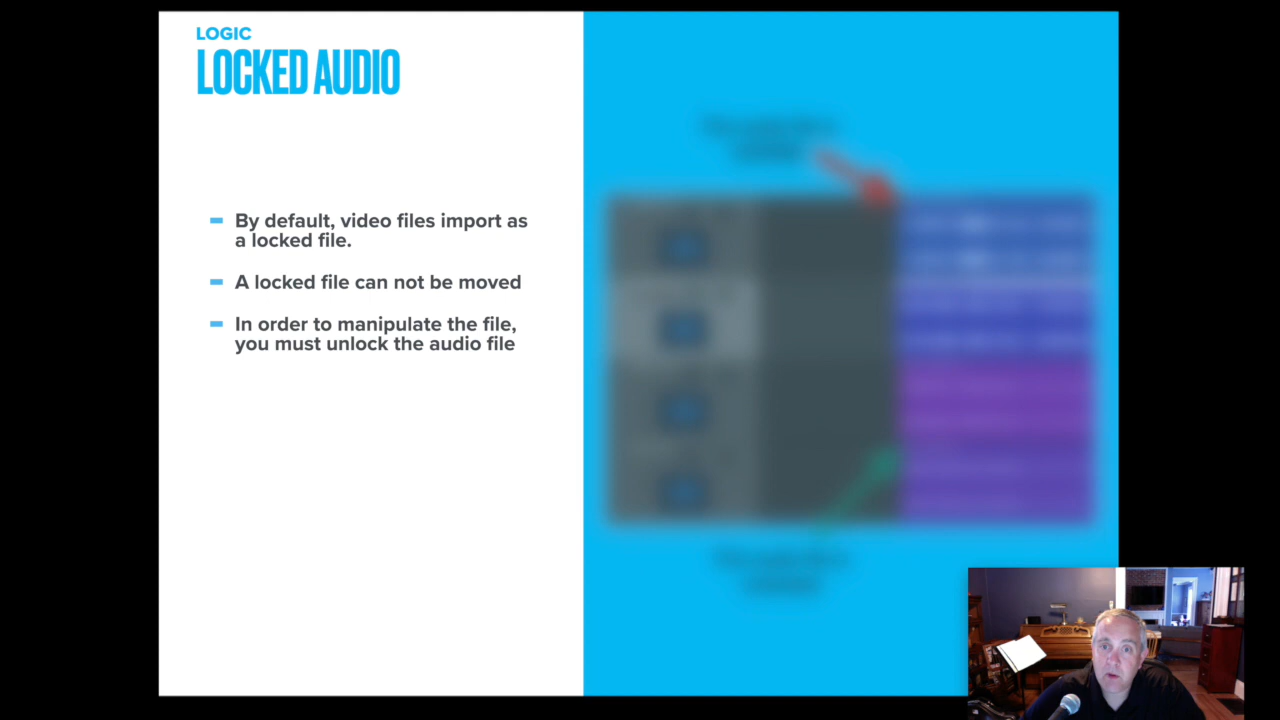 LOGIC
LOCKED AUDIO
By default, video files import as
a locked file.
A locked file can not be moved
In order to manipulate the file,
you must unlock the audio file